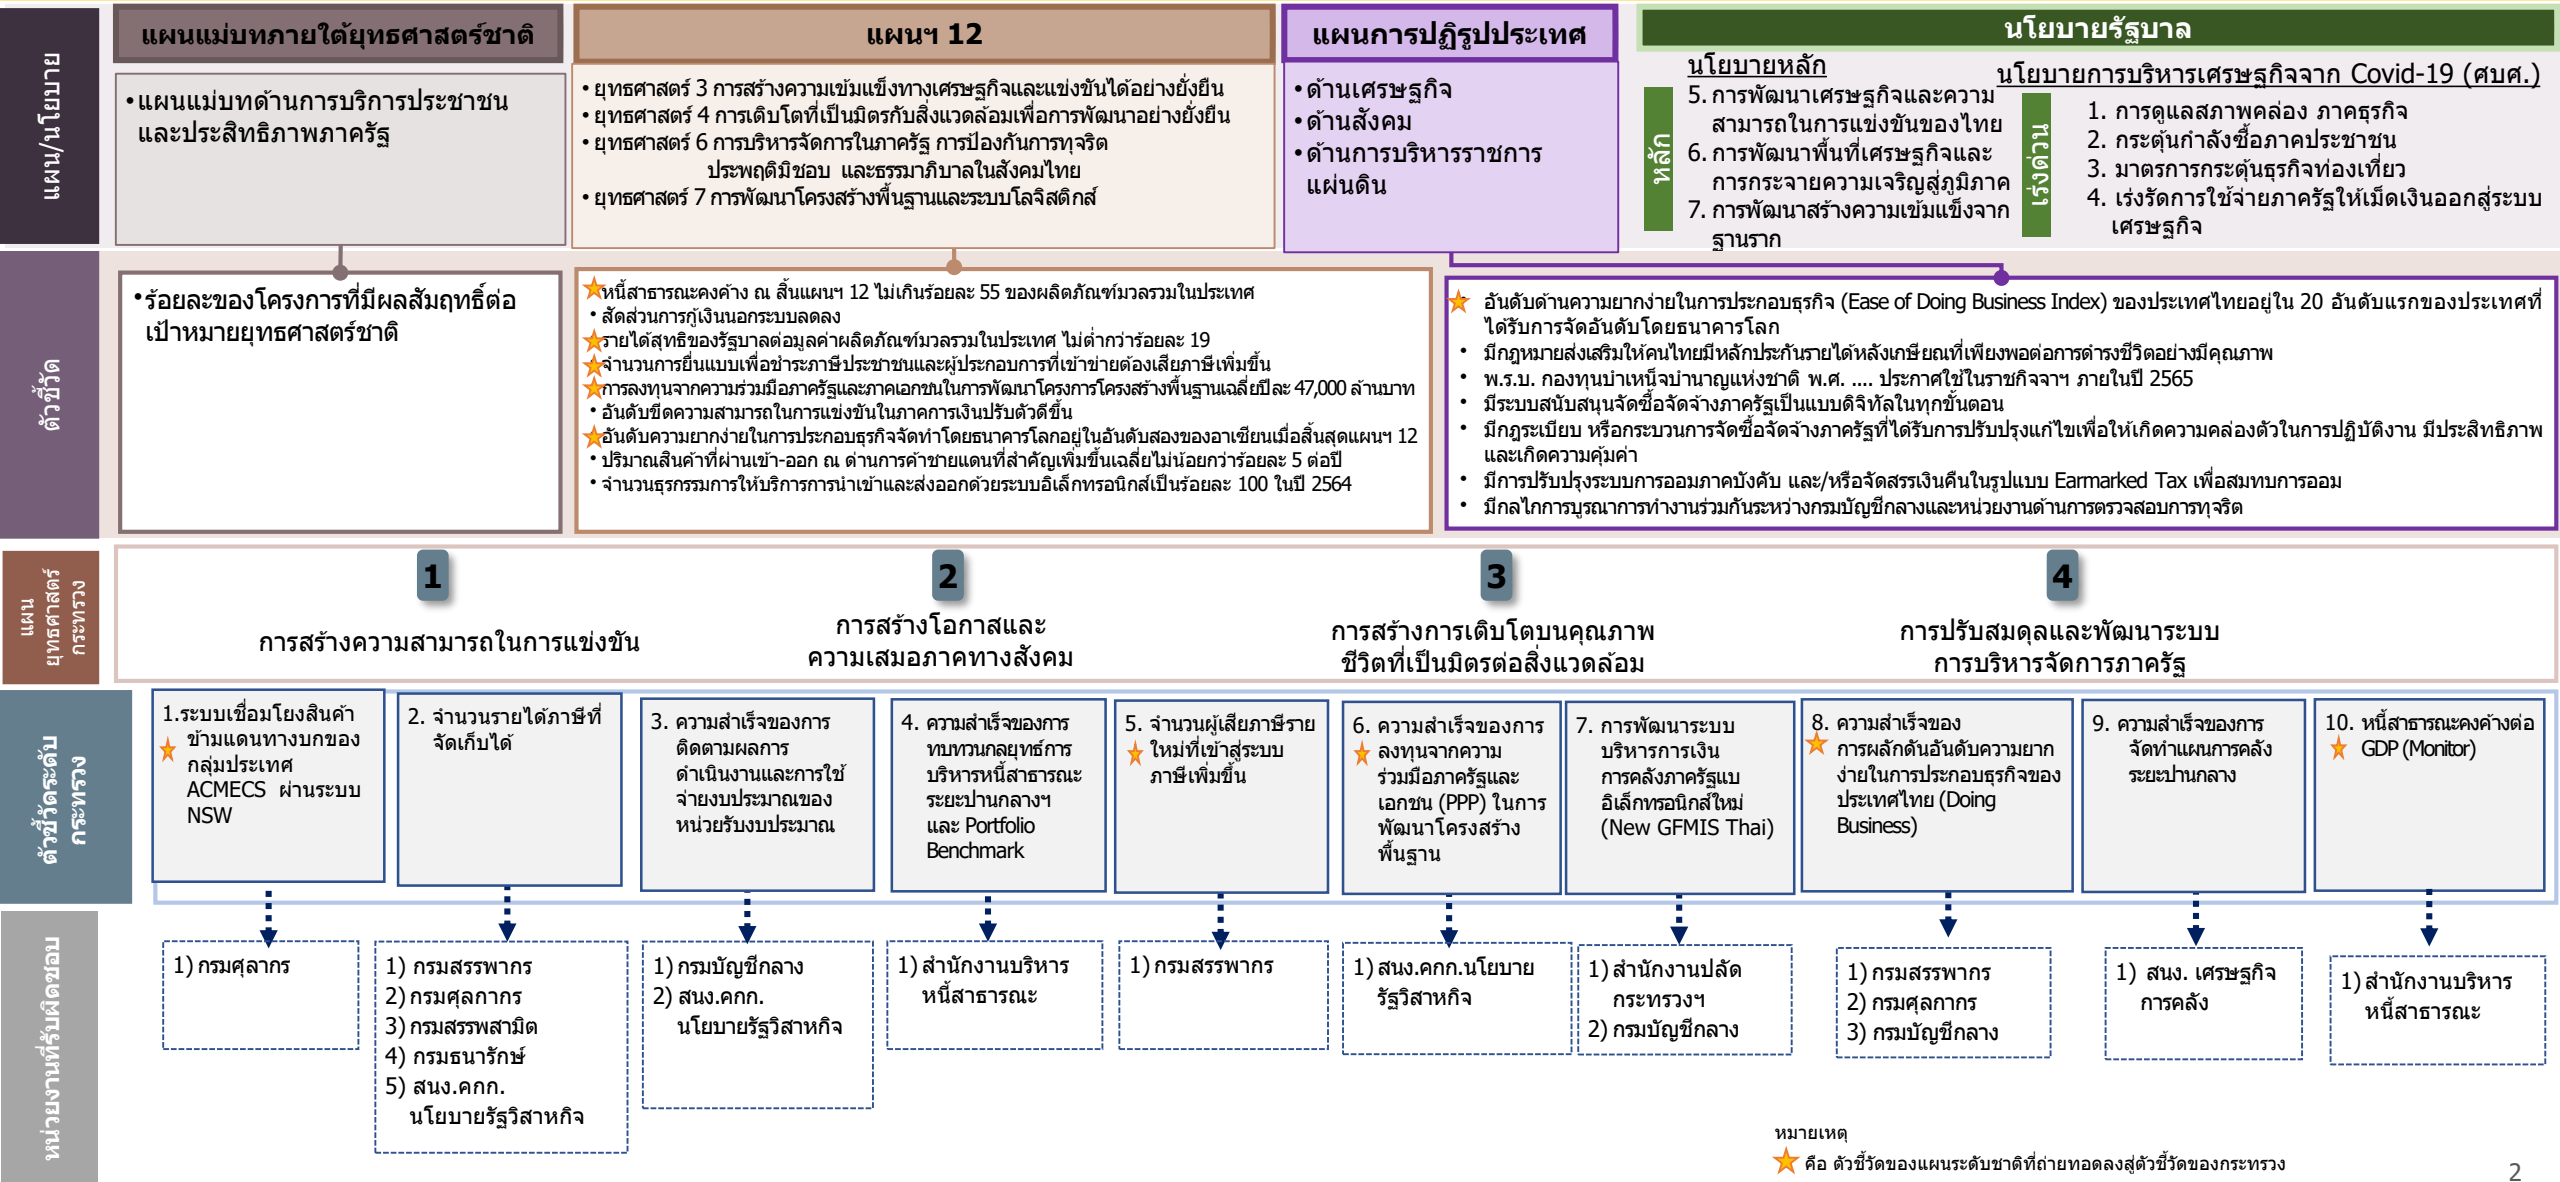 แผน/นโยบาย
แผนแม่บทภายใต้ยุทธศาสตร์ชาติ
•แผนแม่บทด้านการบริการประชาชน
และประสิทธิภาพภาครัฐ
แผนฯ 12
• ยุทธศาสตร์ 3 การสร้างความเข้มแข็งทางเศรษฐกิจและแข่งขันได้อย่างยั่งยืน
• ยุทธศาสตร์ 4 การเติบโตที่เป็นมิตรกับสิ่งแวดล้อมเพื่อการพัฒนาอย่างยั่งยืน
• ยุทธศาสตร์ 6 การบริหารจัดการในภาครัฐ การป้องกันการทุจริต
ประพฤติมิชอบ และธรรมาภิบาลในสังคมไทย
• ยุทธศาสตร์ 7 การพัฒนาโครงสร้างพื้นฐานและระบบโลจิสติกส์
แผนการปฏิรูปประเทศ
•ด้านเศรษฐกิจ
•ด้านสังคม
•ด้านการบริหารราชการ
แผ่นดิน
นโยบายรัฐบาล
นโยบายหลัก
หลัก
5. การพัฒนาเศรษฐกิจและความ
สามารถในการแข่งขันของไทย
6. การพัฒนาพื้นที่เศรษฐกิจและ
การกระจายความเจริญสู่ภูมิภาค
7. การพัฒนาสร้างความเข้มแข็งจาก
ฐานราก
นโยบายการบริหารเศรษฐกิจจาก Covid-19 (ศบศ.)
เร่งด่วน
1. การดูแลสภาพคล่อง ภาคธุรกิจ
2. กระตุ้นกำลังซื้อภาคประชาชน
3. มาตรการกระตุ้นธุรกิจท่องเที่ยว
4. เร่งรัดการใช้จ่ายภาครัฐให้เม็ดเงินออกสู่ระบบ
เศรษฐกิจ
ตัวชี้วัด
•ร้อยละของโครงการที่มีผลสัมฤทธิ์ต่อ
เป้าหมายยุทธศาสตร์ชาติ
หนี้สาธารณะคงค้าง ณ สิ้นแผนฯ 12 ไม่เกินร้อยละ 55 ของผลิตภัณฑ์มวลรวมในประเทศ
• สัดส่วนการกู้เงินนอกระบบลดลง
รายได้สุทธิของรัฐบาลต่อมูลค่าผลิตภัณฑ์มวลรวมในประเทศ ไม่ต่ำกว่าร้อยละ 19
จำนวนการยื่นแบบเพื่อชำระภาษีประชาชนและผู้ประกอบการที่เข้าข่ายต้องเสียภาษีเพิ่มขึ้น
การลงทุนจากความร่วมมือภาครัฐและภาคเอกชนในการพัฒนาโครงการโครงสร้างพื้นฐานเฉลี่ยปีละ 47,000 ล้านบาท
• อันดับขีดความสามารถในการแข่งขันในภาคการเงินปรับตัวดีขึ้น
อันดับความยากง่ายในการประกอบธุรกิจจัดทำโดยธนาคารโลกอยู่ในอันดับสองของอาเซียนเมื่อสิ้นสุดแผนฯ 12
• ปริมาณสินค้าที่ผ่านเข้า-ออก ณ ด่านการค้าชายแดนที่สำคัญเพิ่มขึ้นเฉลี่ยไม่น้อยกว่าร้อยละ 5 ต่อปี
• จำนวนธุรกรรมการให้บริการการนำเข้าและส่งออกด้วยระบบอิเล็กทรอนิกส์เป็นร้อยละ 100 ในปี 2564
อันดับด้านความยากง่ายในการประกอบธุรกิจ (Ease of Doing Business Index) ของประเทศไทยอยู่ใน 20 อันดับแรกของประเทศที่
ได้รับการจัดอันดับโดยธนาคารโลก
• มีกฎหมายส่งเสริมให้คนไทยมีหลักประกันรายได้หลังเกษียณที่เพียงพอต่อการดำรงชีวิตอย่างมีคุณภาพ
• พ.ร.บ. กองทุนบำเหน็จบำนาญแห่งชาติ พ.ศ. .... ประกาศใช้ในราชกิจจาฯ ภายในปี 2565
• มีระบบสนับสนุนจัดซื้อจัดจ้างภาครัฐเป็นแบบดิจิทัลในทุกขั้นตอน
• มีกฎระเบียบ หรือกระบวนการจัดซื้อจัดจ้างภาครัฐที่ได้รับการปรับปรุงแก้ไขเพื่อให้เกิดความคล่องตัวในการปฏิบัติงาน มีประสิทธิภาพ
และเกิดความคุ้มค่า
• มีการปรับปรุงระบบการออมภาคบังคับ และ/หรือจัดสรรเงินคืนในรูปแบบ Earmarked Tax เพื่อสมทบการออม
• มีกลไกการบูรณาการทำงานร่วมกันระหว่างกรมบัญชีกลางและหน่วยงานด้านการตรวจสอบการทุจริต
แผน
ยุทธศาสตร์
กระทรวง
1
การสร้างความสามารถในการแข่งขัน
2
การสร้างโอกาสและ
ความเสมอภาคทางสังคม
3
การสร้างการเติบโตบนคุณภาพ
ชีวิตที่เป็นมิตรต่อสิ่งแวดล้อม
4
การปรับสมดุลและพัฒนาระบบ
การบริหารจัดการภาครัฐ
ตัวชี้วัดระดับ
กระทรวง
1.ระบบเชื่อมโยงสินค้า
ข้ามแดนทางบกของ
กลุ่มประเทศ
ACMECS ผ่านระบบ
NSW
2. จำนวนรายได้ภาษีที่
จัดเก็บได้
3. ความสำเร็จของการ
ติดตามผลการ
ดำเนินงานและการใช้
จ่ายงบประมาณของ
หน่วยรับงบประมาณ
4. ความสำเร็จของการ
ทบทวนกลยุทธ์การ
บริหารหนี้สาธารณะ
ระยะปานกลางฯ
และ Portfolio
Benchmark
5. จำนวนผู้เสียภาษีราย
ใหม่ที่เข้าสู่ระบบ
ภาษีเพิ่มขึ้น
6. ความสำเร็จของการ
ลงทุนจากความ
ร่วมมือภาครัฐและ
เอกชน (PPP) ในการ
พัฒนาโครงสร้าง
พื้นฐาน
7. การพัฒนาระบบ
บริหารการเงิน
การคลังภาครัฐแบ
อิเล็กทรอนิกส์ใหม่
(New GFMIS Thai)
8. ความสำเร็จของ
การผลักดันอันดับความยาก
ง่ายในการประกอบธุรกิจของ
ประเทศไทย (Doing
Business)
9. ความสำเร็จของการ
จัดทำแผนการคลัง
ระยะปานกลาง
10. หนี้สาธารณะคงค้างต่อ
GDP (Monitor)
หน่วยงานที่รับผิดชอบ
1) กรมศุลากร
1) กรมสรรพากร
2) กรมศุลกากร
3) กรมสรรพสามิต
4) กรมธนารักษ์
5) สนง.คกก.
นโยบายรัฐวิสาหกิจ
1) กรมบัญชีกลาง
2) สนง.คกก.
นโยบายรัฐวิสาหกิจ
1) สำนักงานบริหาร
หนี้สาธารณะ
1) กรมสรรพากร
1) สนง.คกก.นโยบาย
รัฐวิสาหกิจ
1) สำนักงานปลัด
กระทรวงฯ
2) กรมบัญชีกลาง
1) กรมสรรพากร
2) กรมศุลกากร
3) กรมบัญชีกลาง
1) สนง. เศรษฐกิจ
การคลัง
1) สำนักงานบริหาร
หนี้สาธารณะ
หมายเหตุ
คือ ตัวชี้วัดของแผนระดับชาติที่ถ่ายทอดลงสู่ตัวชี้วัดของกระทรวง
2